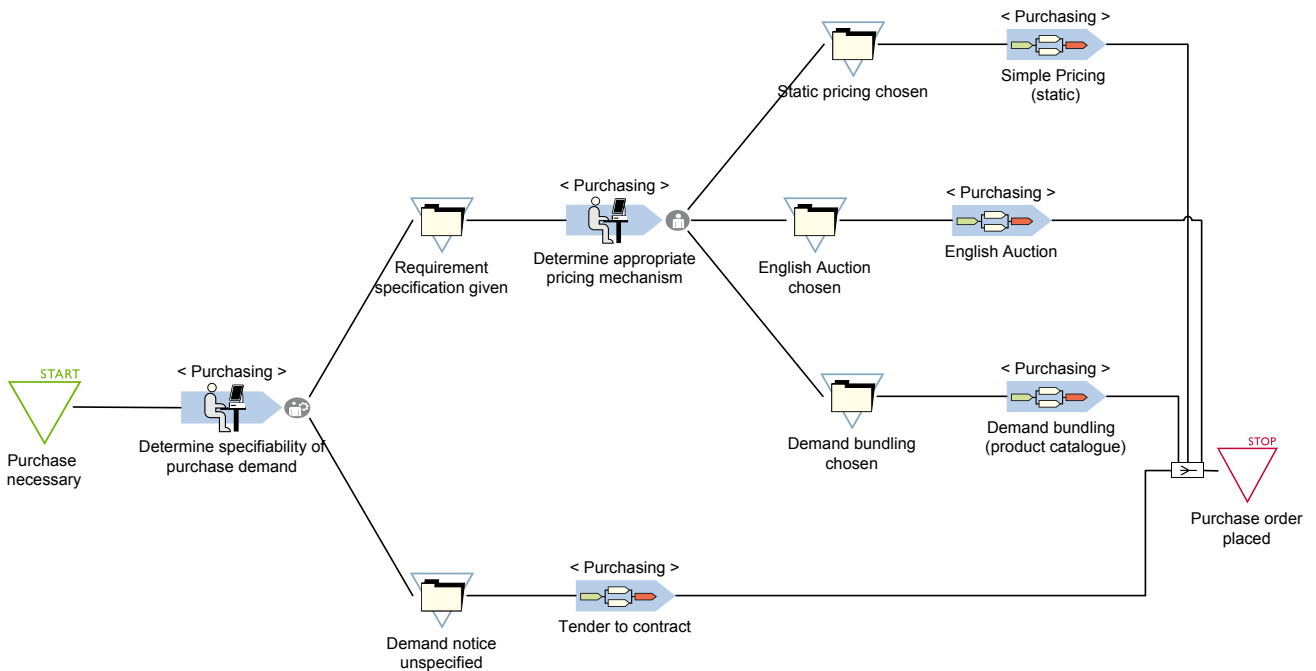 < Purchasing >
Static pricing chosen
Simple Pricing
(static)
< Purchasing >
Requirement
specification given
< Purchasing >
Determine appropriate
pricing mechanism
English Auction
chosen
< Purchasing >
English Auction
START
Purchase
necessary
< Purchasing >
Determine specifiability of
purchase demand
Demand bundling
chosen
< Purchasing >
Demand bundling
(product catalogue)
STOP
Purchase order
placed
Demand notice
unspecified
< Purchasing >
Tender to contract